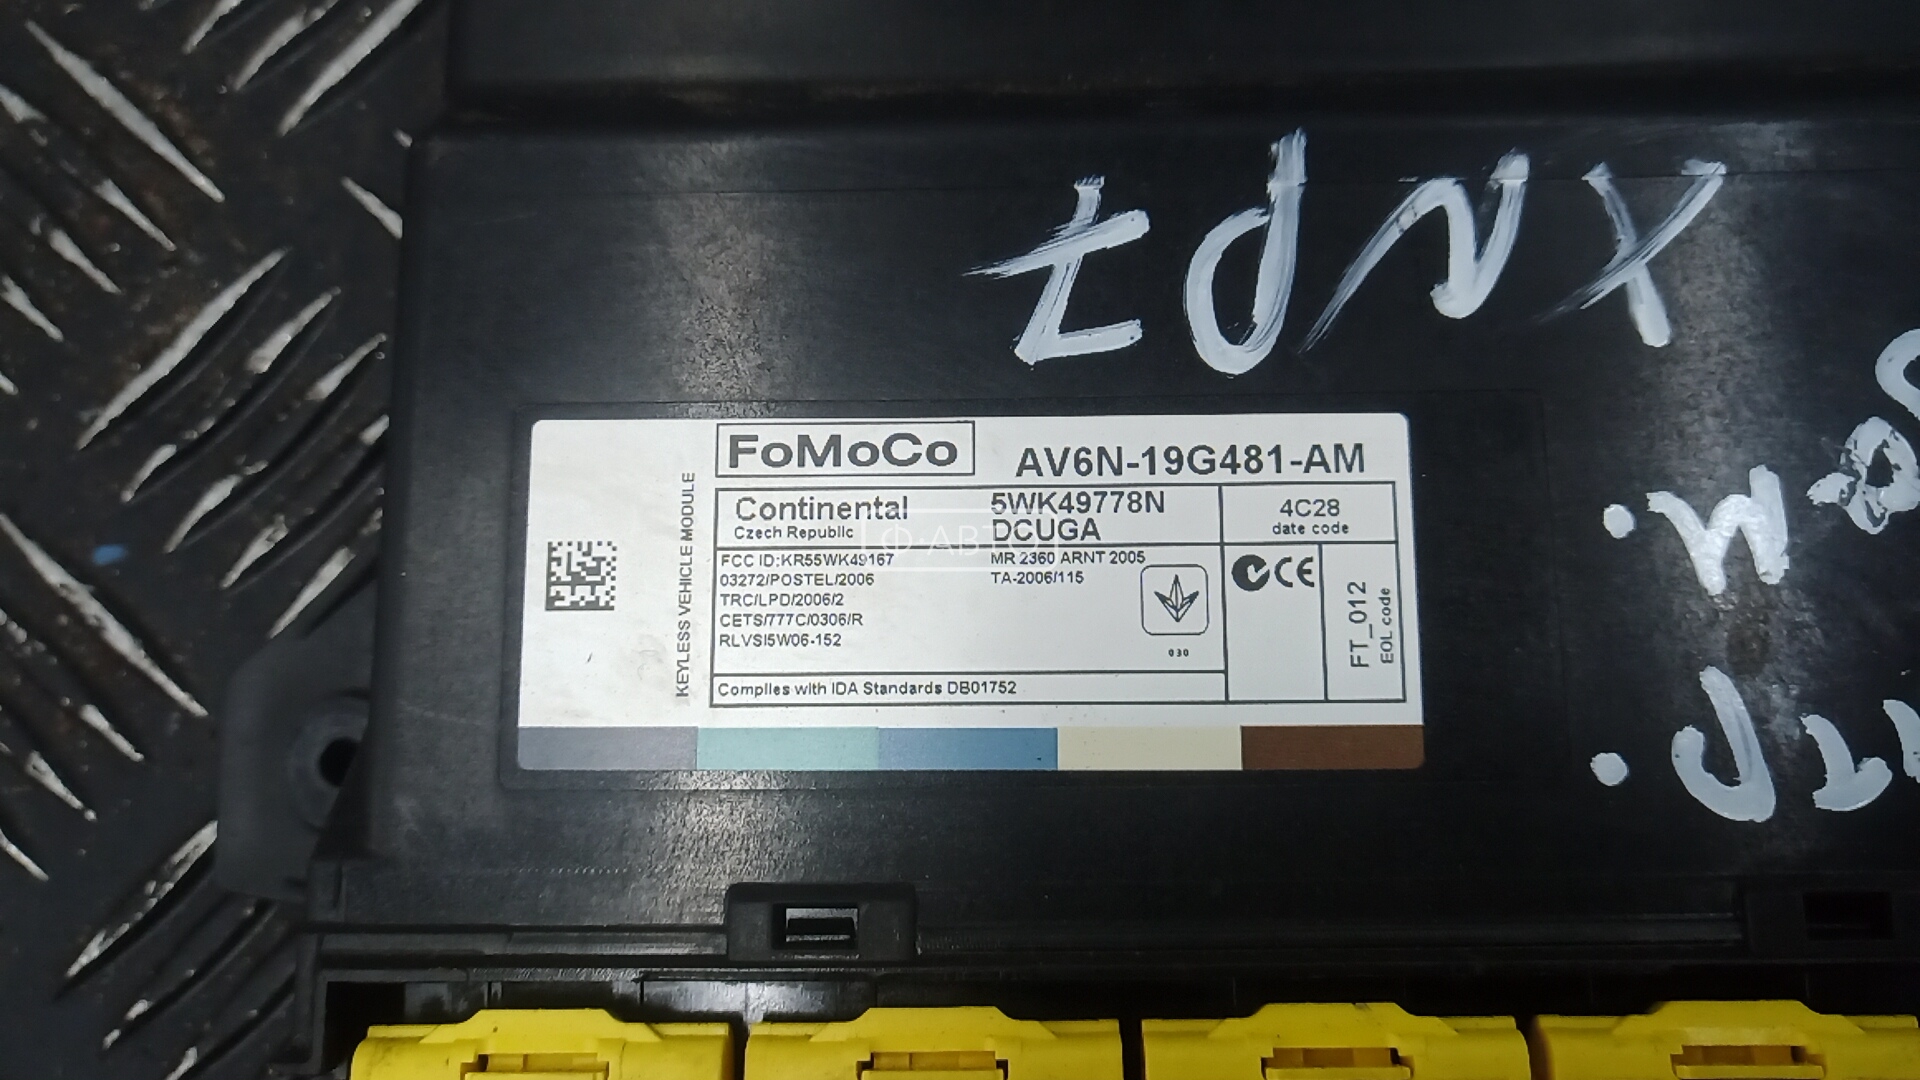 FoMoCo AV6N-19G481-AM
KEYLESS VEHICLE MODULE
Continental 5WK49778N
Czech Republic DCUGA
4C28
date code
FCC ID:KR55WK49167 MR 2360 ARNT 2005
03272/POSTEL/2006 TA-2006/115
TRC/LPD/2006/2
CETS/777C/0306/R
RLVSI5W06-152
030
Complies with IDA Standards DB01752
CE
FT_012
EOL code